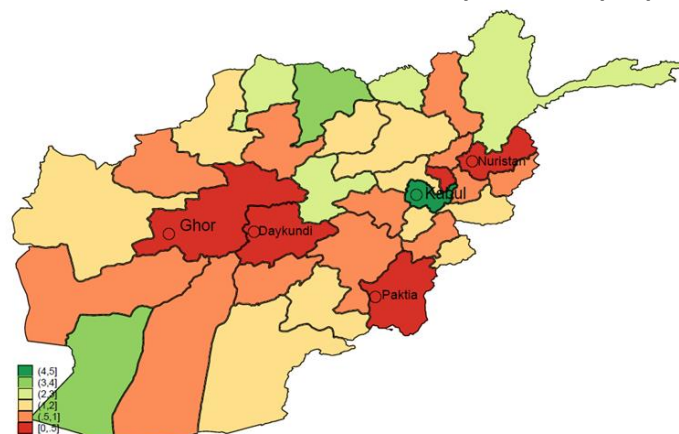 Nuristan
Kabul
Ghor
Daykundi
Paktia
(4,5]
(3,4]
(2,3]
(1,2]
(.5,1]
[0,.5]